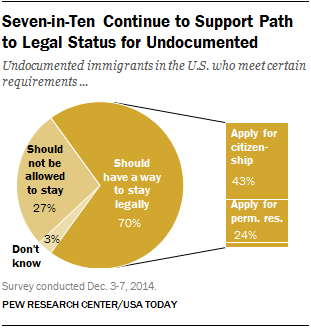 Seven-in-Ten Continue to Support Path
to Legal Status for Undocumented
Undocumented immigrants in the U.S. who meet certain
requirements ...
Should
not be
allowed
to stay
27%
Should
have a way
to stay
legally
70%
3%
Don't
know
Apply for
citizen-
ship
43%
Apply for
perm. res.
24%
Survey conducted Dec. 3-7, 2014.
PEW RESEARCH CENTER/USA TODAY